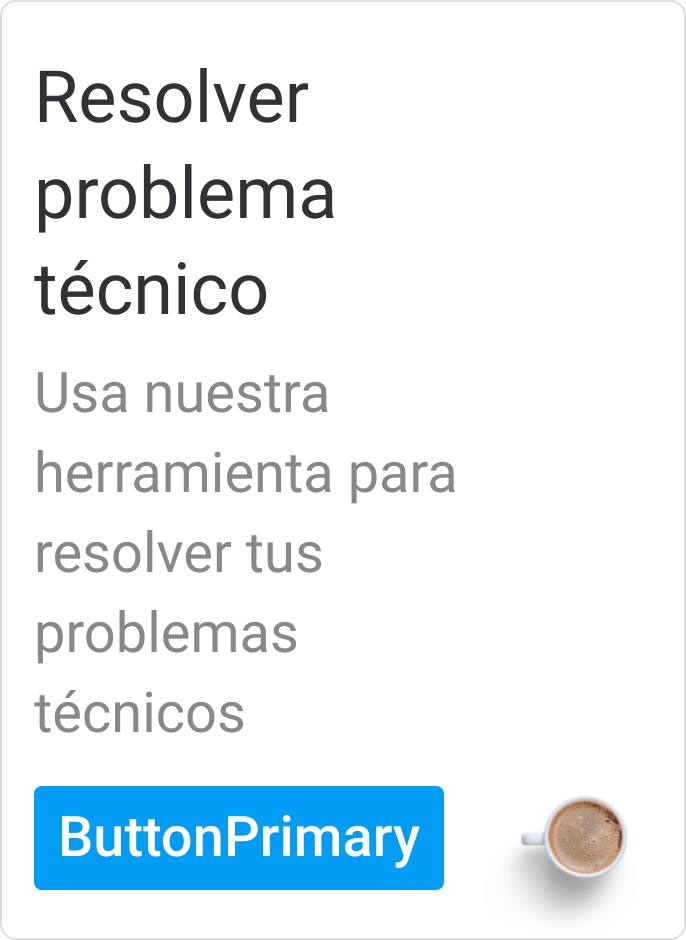 Resolver
problema
técnico
Usa nuestra
herramienta para
resolver tus
problemas
técnicos
ButtonPrimary